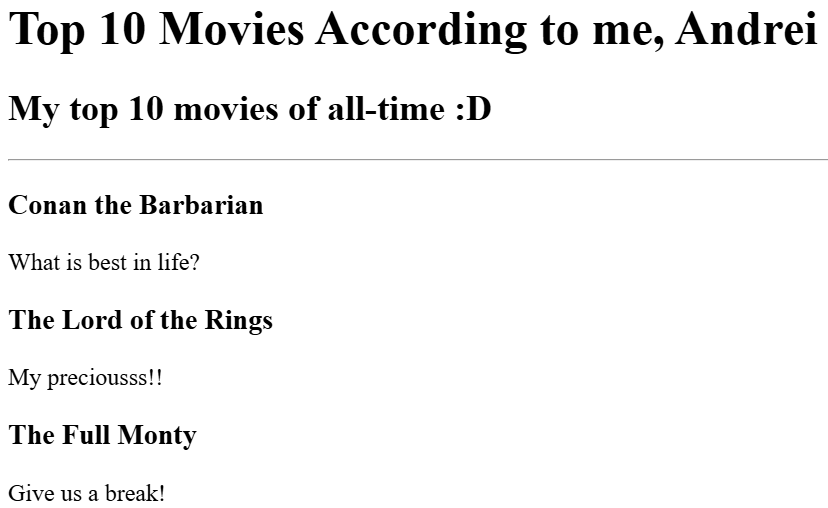 Top 10 Movies According to me, Andrei
My top 10 movies of all-time :D
Conan the Barbarian
What is best in life?
The Lord of the Rings
My preciousss!!
The Full Monty
Give us a break!